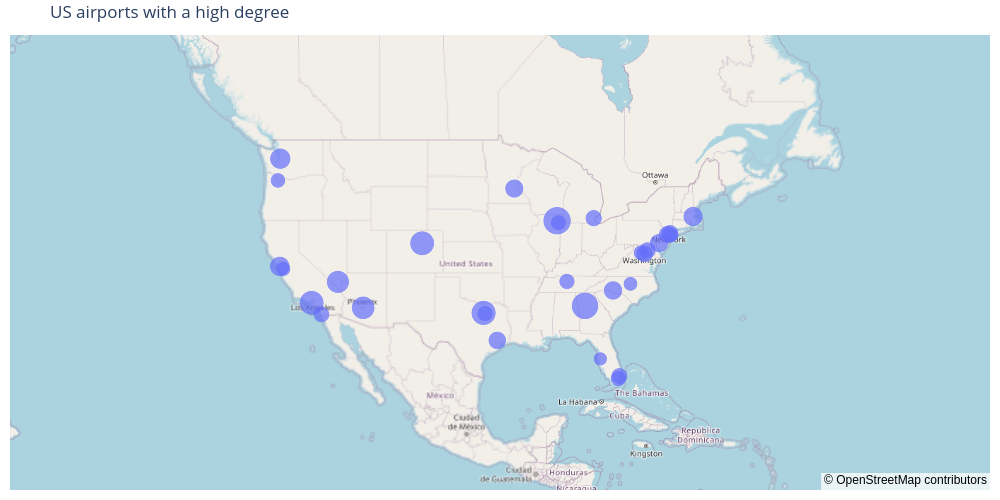 US airports with a high degree
Ottawa
New York
Washington
United States
Los Angeles
Phoenix
The Bahamas
La Habana
México
Cuba
Ciudad
de México
República
Dominicana
Kingston
Ciudad
de Guatemala
Honduras
Nicaragua
© OpenStreetMap contributors